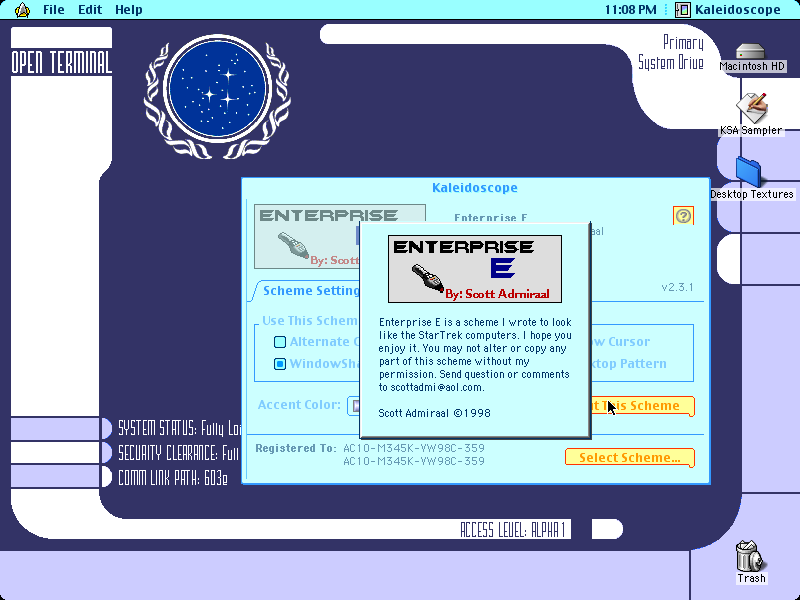 File Edit Help
11:08 PM
Kaleidoscope
OPEN TERMINAL
Primary
System Drive
Macintosh HD
KSA Sampler
Desktop Textures
Kaleidoscope
ENTERPRISE
By: Scott
Enterprise E
v2.3.1
Scheme Setting
Use This Schem
Alternate C
WindowSha
w Cursor
ktop Pattern
Accent Color:
ut This Scheme
Registered To: AC10-M345K-YW98C-359
AC10-M345K-YW98C-359
Select Scheme...
ENTERPRISE
E
By: Scott Admiraal
Enterprise E is a scheme I wrote to look
like the StarTrek computers. I hope you
enjoy it. You may not alter or copy any
part of this scheme without my
permission. Send question or comments
to scottadmi@aol.com.
Scott Admiraal ©1998
SYSTEM STATUS: Fully Loa
SECURITY CLEARANCE: Full
COMM LINK PATH: 603e
ACCESS LEVEL: ALPHA 1
Trash